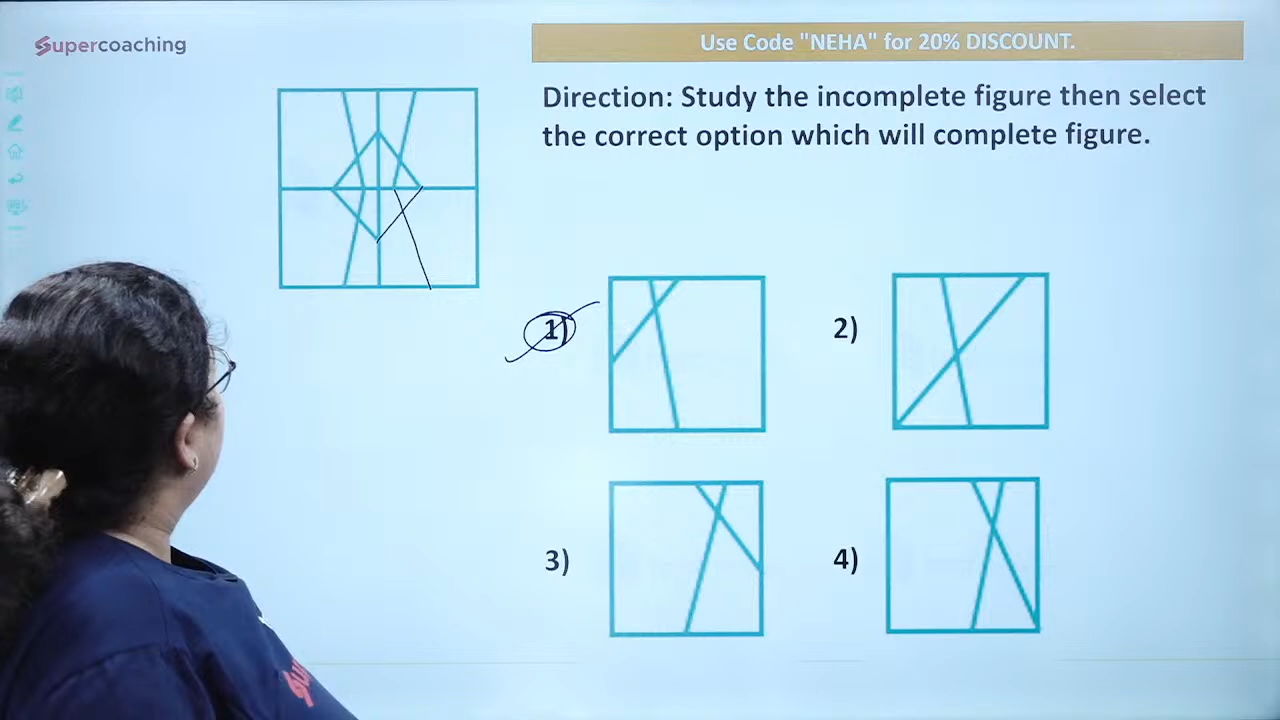 Supercoaching
Use Code "NEHA" for 20% DISCOUNT.
Direction: Study the incomplete figure then select
the correct option which will complete figure.
1)
2)
3)
4)